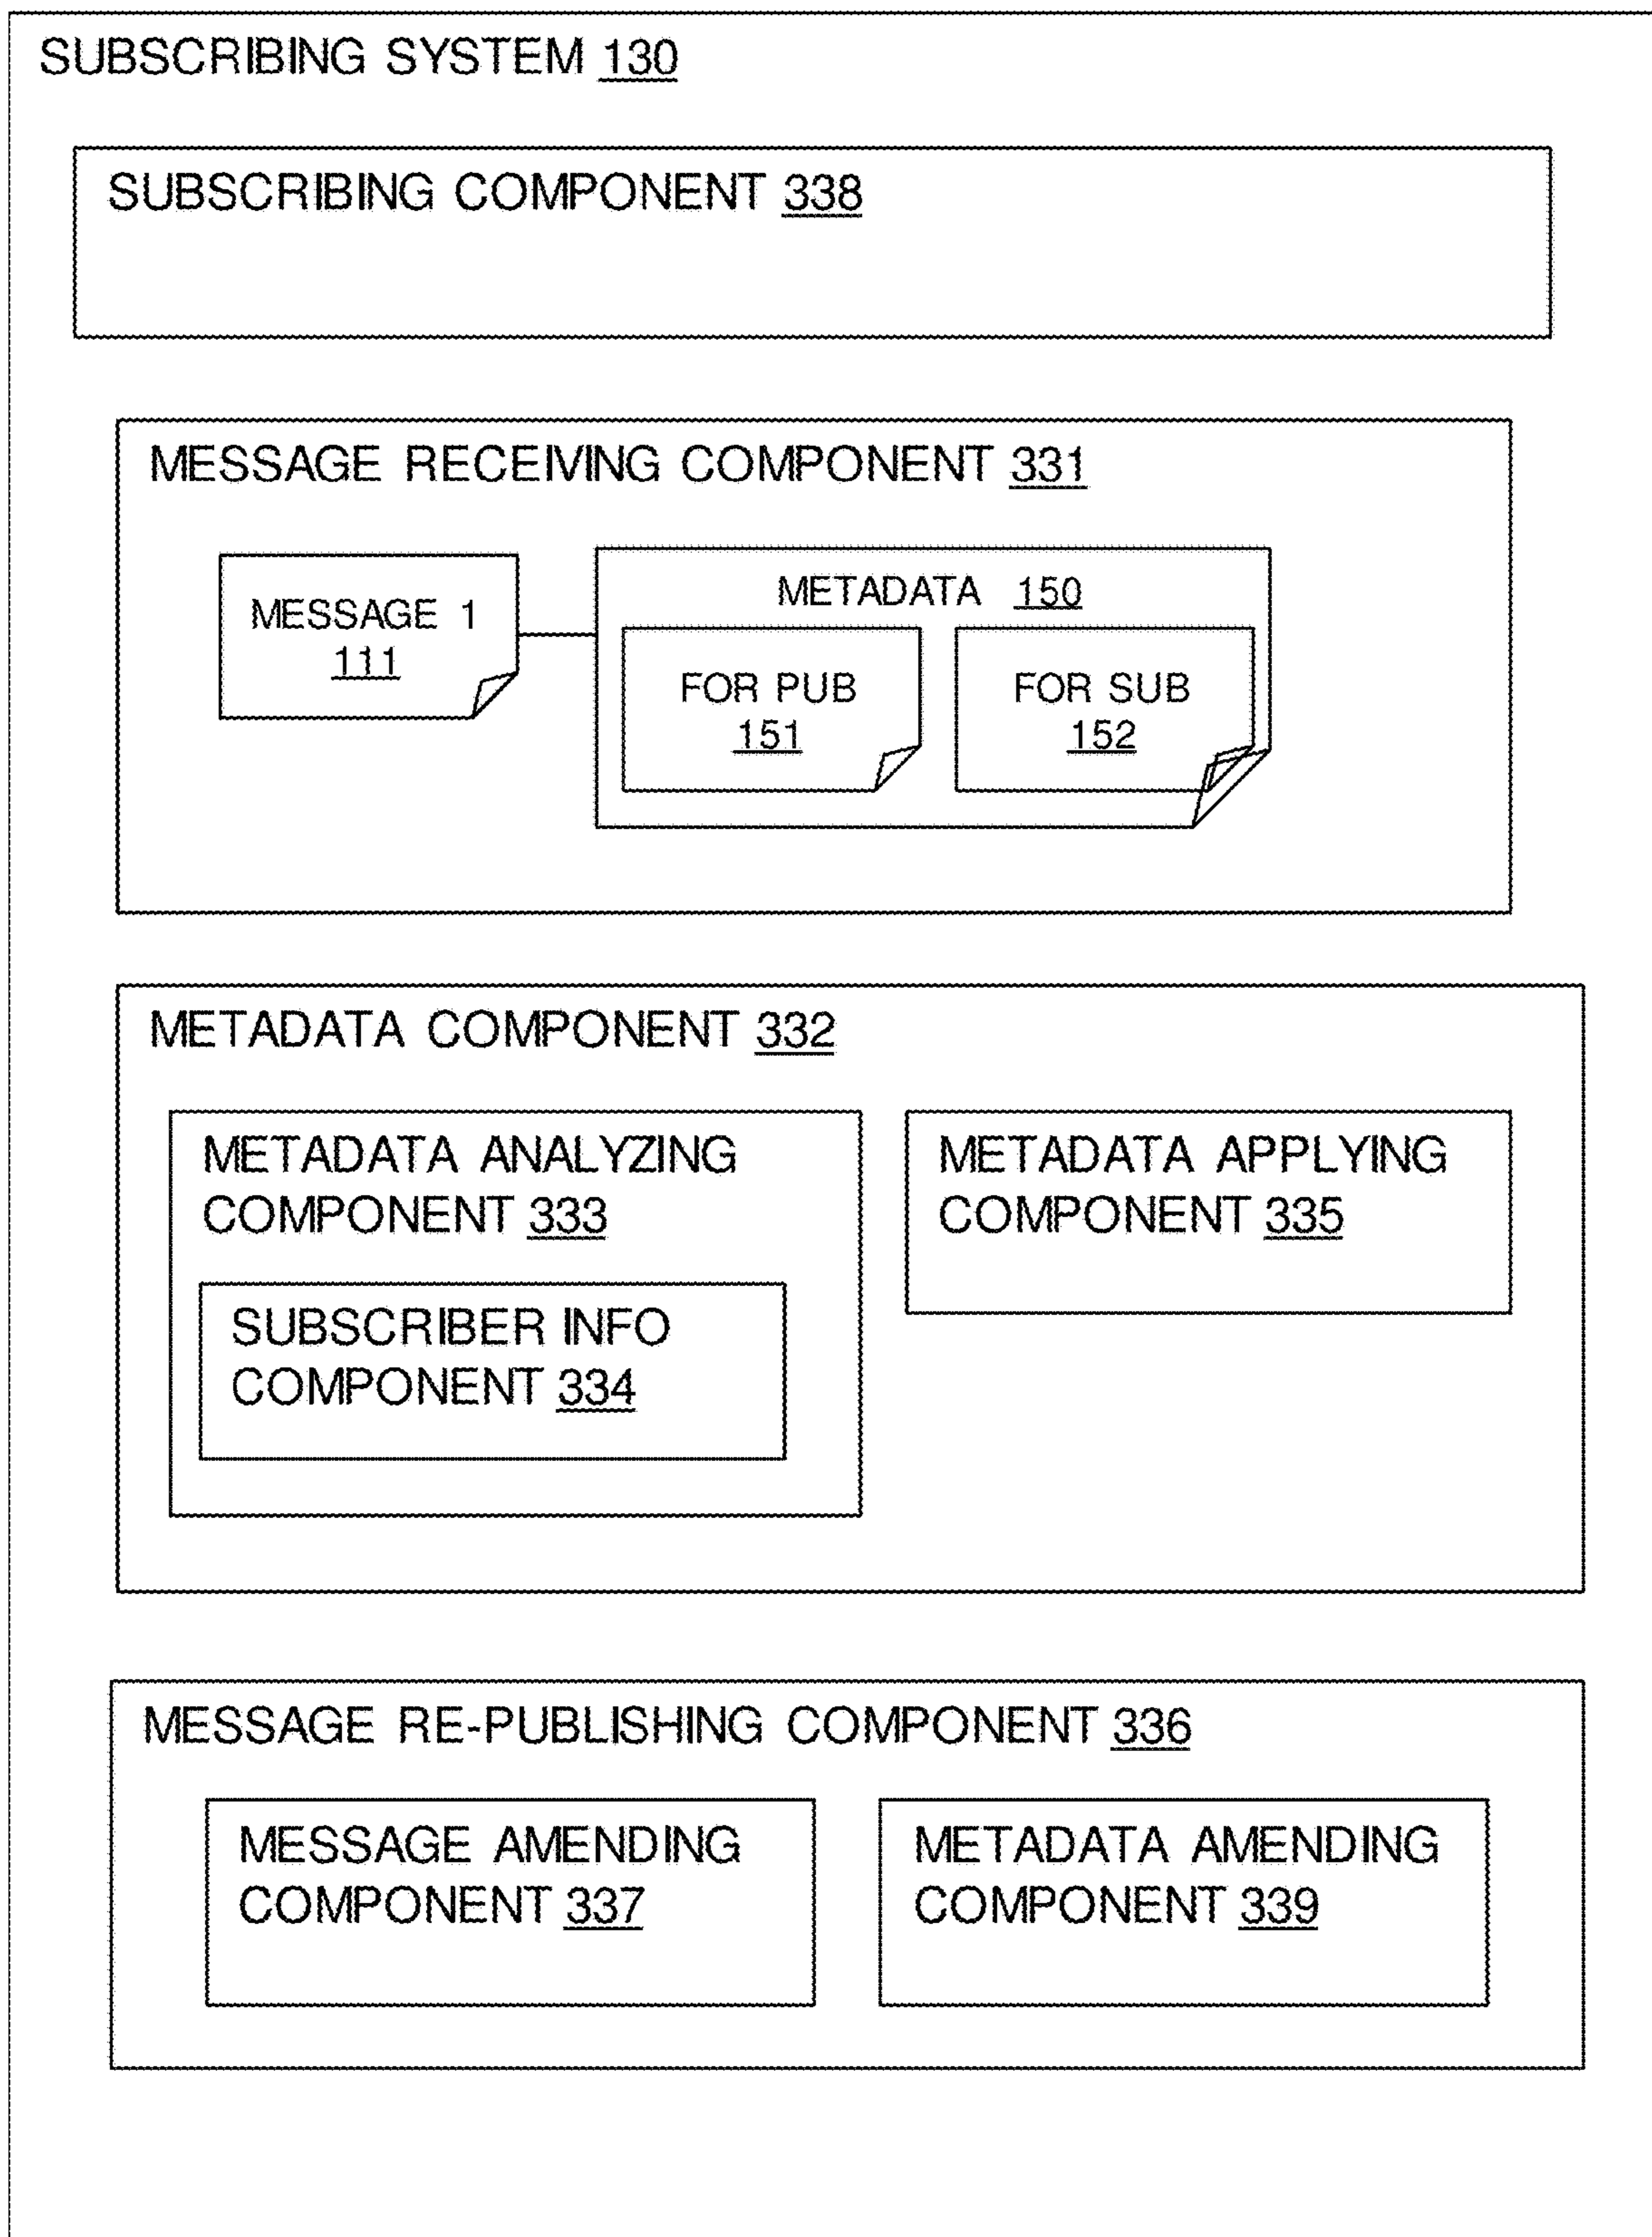 SUBSCRIBING SYSTEM 130
SUBSCRIBING COMPONENT 338
MESSAGE RECEIVING COMPONENT 331
MESSAGE 1
111
METADATA 150
FOR PUB
151
FOR SUB
152
METADATA COMPONENT 332
METADATA ANALYZING
COMPONENT 333
SUBSCRIBER INFO
COMPONENT 334
METADATA APPLYING
COMPONENT 335
MESSAGE RE-PUBLISHING COMPONENT 336
MESSAGE AMENDING
COMPONENT 337
METADATA AMENDING
COMPONENT 339